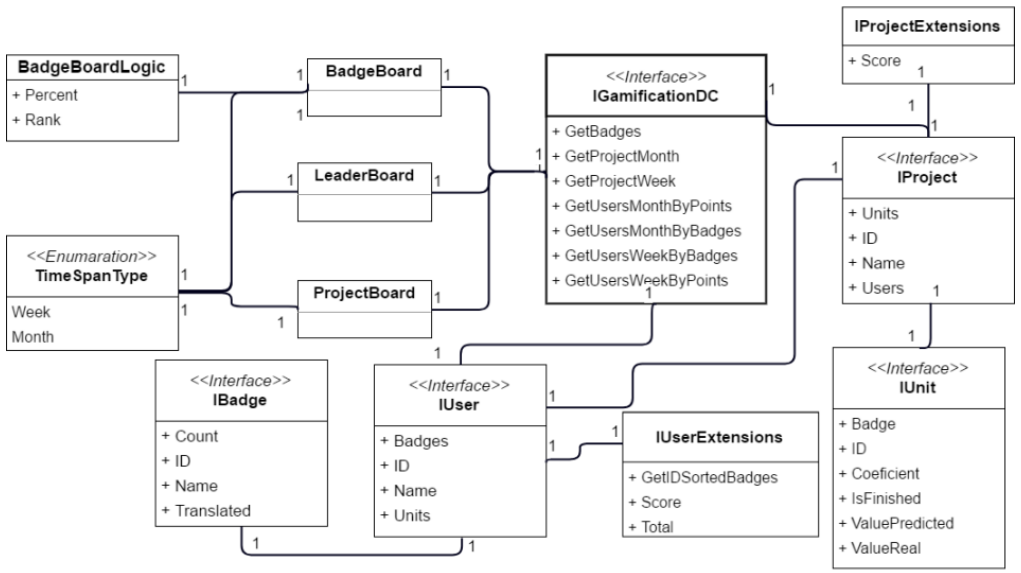 BadgeBoardLogic
+ Percent
+ Rank
1
1
BadgeBoard
1
1
<<Interface>>
IGamificationDC
+ GetBadges
+ GetProjectMonth
+ GetProjectWeek
+ GetUsersMonthByPoints
+ GetUsersMonthByBadges
+ GetUsersWeekByBadges
+ GetUsersWeekByPoints
1
1
1
1
IProjectExtensions
+ Score
1
1
1
<<Interface>>
IProject
+ Units
+ ID
+ Name
+ Users
1
1
LeaderBoard
1
1
<<Enumaration>>
TimeSpanType
Week
Month
1
1
ProjectBoard
1
1
<<Interface>>
IBadge
+ Count
+ ID
+ Name
+ Translated
1
1
<<Interface>>
IUser
+ Badges
+ ID
+ Name
+ Units
1
1
1
1
IUserExtensions
+ GetIDSortedBadges
+ Score
+ Total
1
<<Interface>>
IUnit
+ Badge
+ ID
+ Coeficient
+ IsFinished
+ ValuePredicted
+ ValueReal